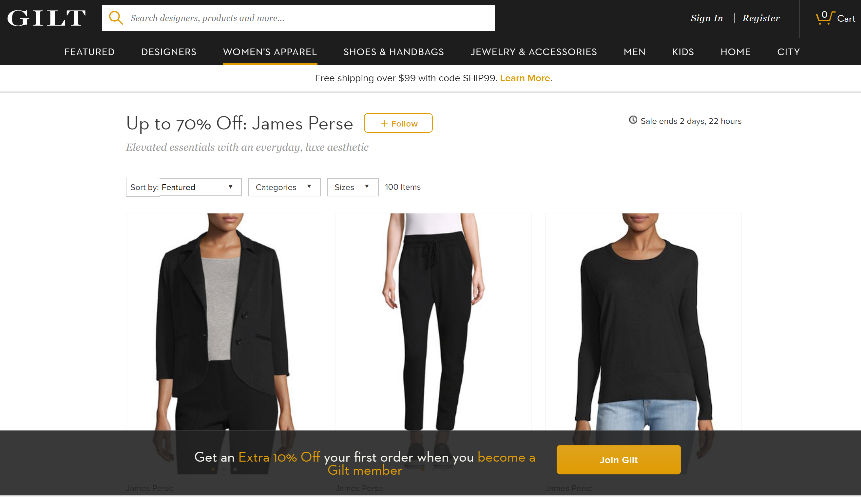 GILT
Search designers, products and more...
Sign In | Register
0 Cart
FEATURED DESIGNERS WOMEN'S APPAREL SHOES & HANDBAGS JEWELRY & ACCESSORIES MEN KIDS HOME CITY
Free shipping over $99 with code SHIP99. Learn More.
Up to 70% Off: James Perse
+ Follow
Sale ends 2 days, 22 hours
Elevated essentials with an everyday, luxe aesthetic
Sort by: Featured Categories Sizes 100 Items
Get an Extra 10% Off your first order when you become a
Gilt member
Join Gilt
James Perse James Perse James Perse